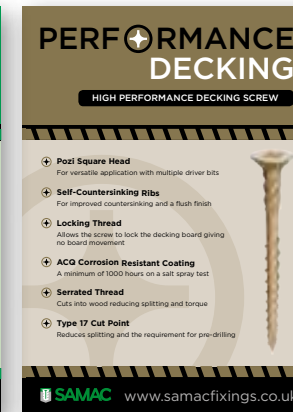 PERFORMANCE
DECKING
HIGH PERFORMANCE DECKING SCREW
Pozi Square Head
For versatile application with multiple driver bits
Self-Countersinking Ribs
For improved countersinking and a flush finish
Locking Thread
Allows the screw to lock the decking board giving
no board movement
ACQ Corrosion Resistant Coating
A minimum of 1000 hours on a salt spray test
Serrated Thread
Cuts into wood reducing splitting and torque
Type 17 Cut Point
Reduces splitting and the requirement for pre-drilling
SAMAC www.samacfixings.co.uk